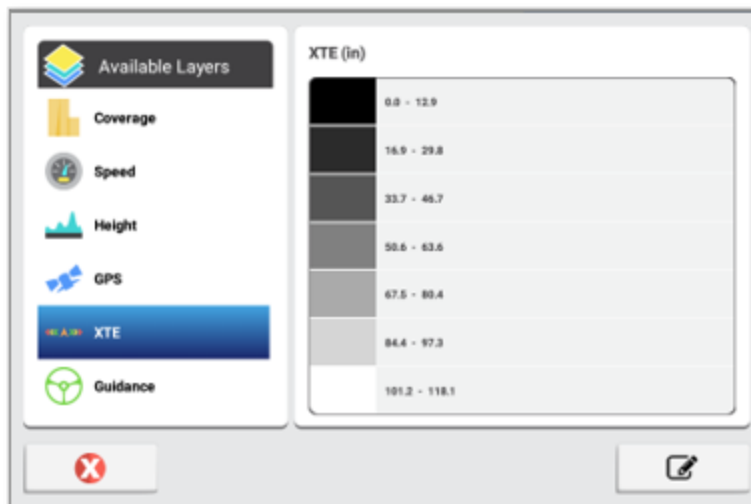 Available Layers
Coverage
Speed
Height
GPS
XTE
Guidance
XTE (in)
0.0 - 12.9
16.9 - 29.8
33.7 - 46.7
50.6 - 63.6
67.5 - 80.4
84.4 - 97.3
101.2 - 118.1